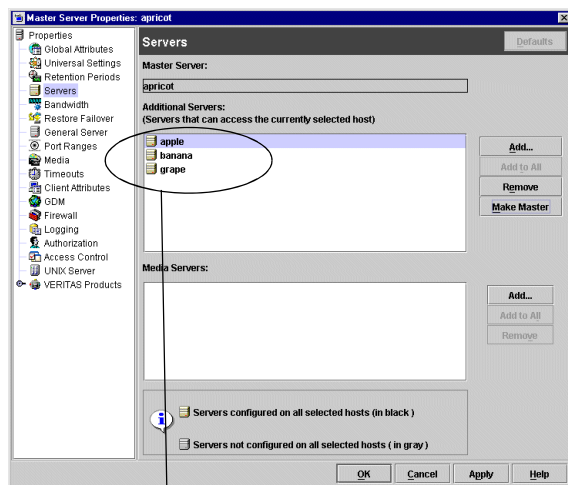 Master Server Properties: apricot
Properties
Global Attributes
Universal Settings
Retention Periods
Servers
Bandwidth
Restore Failover
General Server
Port Ranges
Media
Timeouts
Client Attributes
GDM
Firewall
Logging
Authorization
Access Control
UNIX Server
VERITAS Products
Servers
Defaults
Master Server:
apricot
Additional Servers:
(Servers that can access the currently selected host)
apple
banana
grape
Add...
Add to All
Remove
Make Master
Media Servers:
Add...
Add to All
Remove
Servers configured on all selected hosts (in black )
Servers not configured on all selected hosts ( in gray )
OK
Cancel
Apply
Help